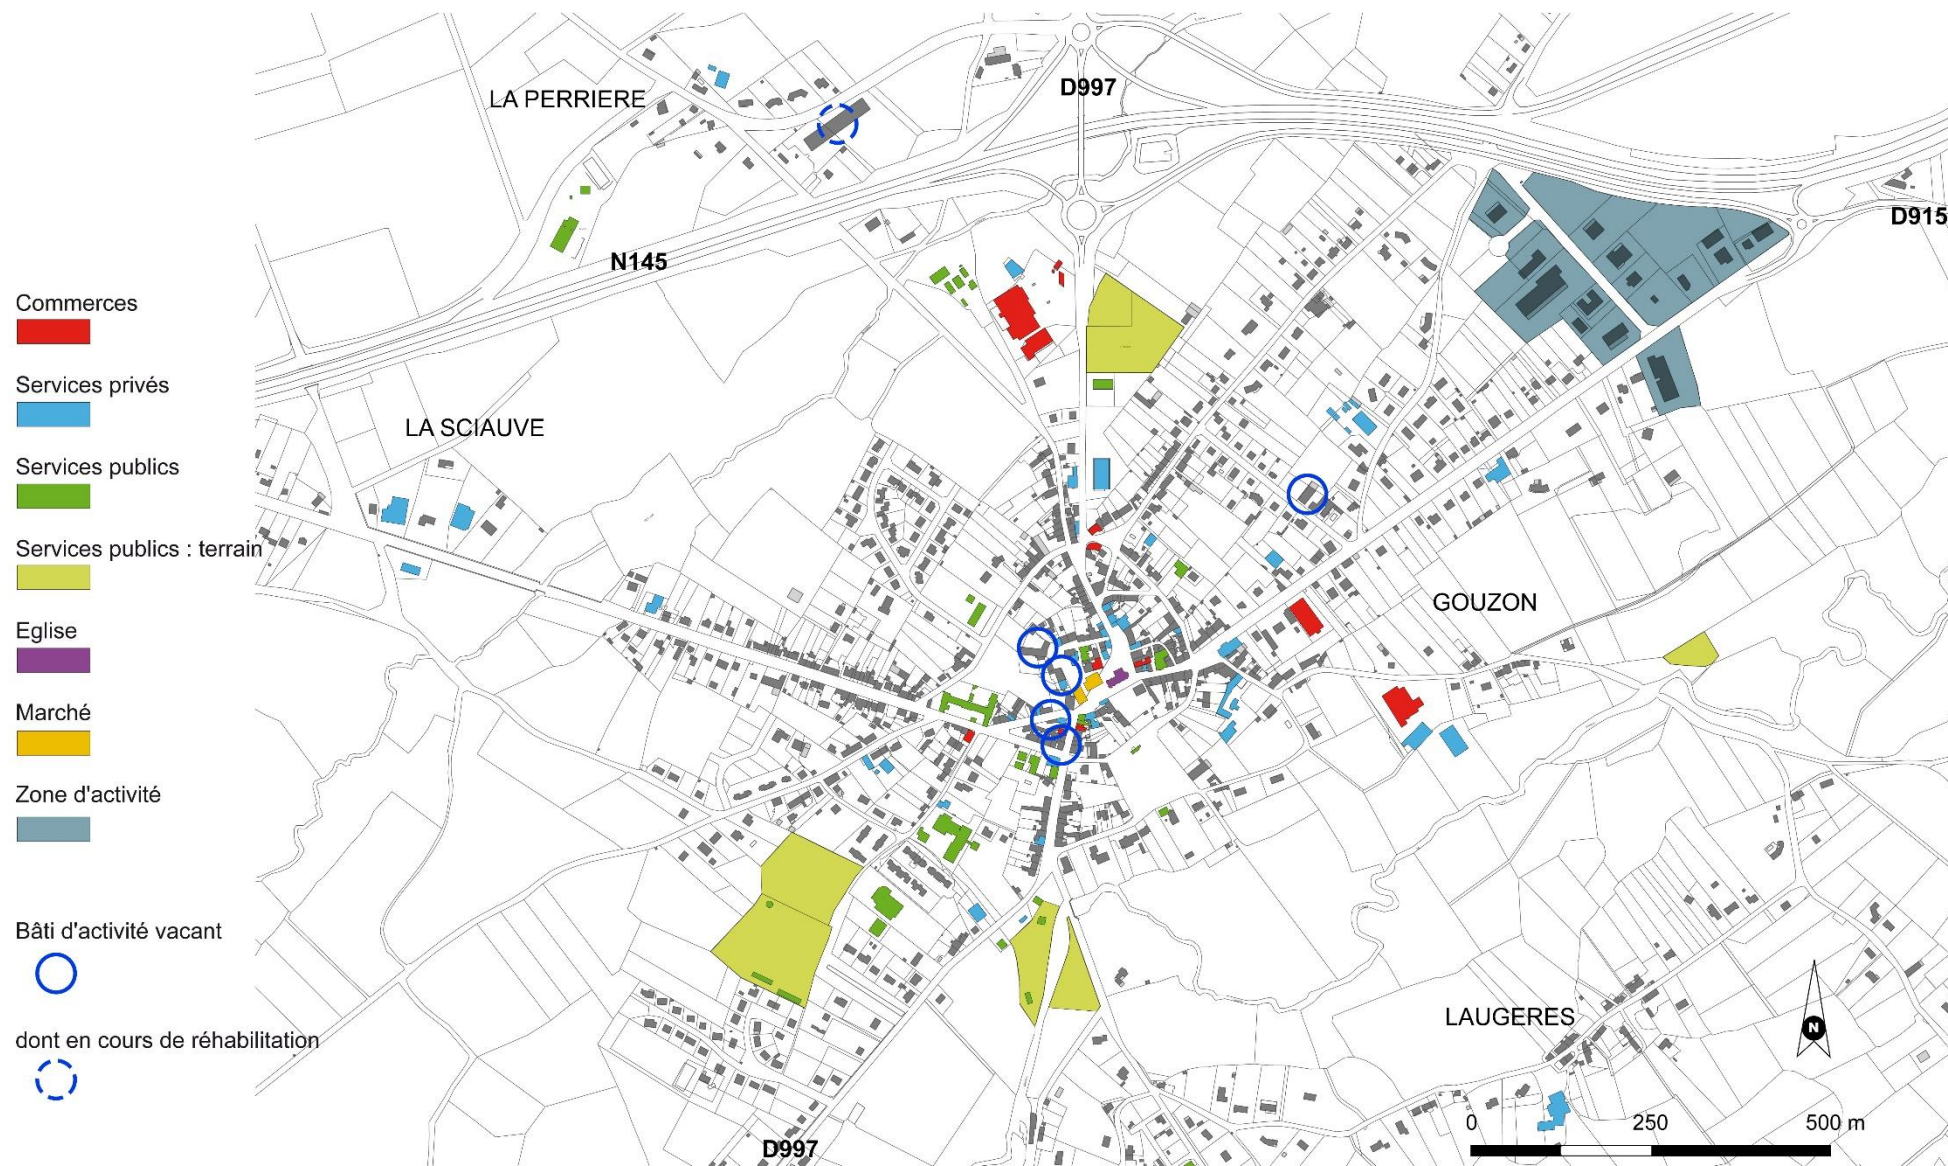 LA PERRIERE
D997
D915
N145
Commerces
Services privés
LA SCIAUVE
Services publics
Services publics : terrain
GOUZON
Eglise
Marché
Zone d'activité
Bâti d'activité vacant
LAUGERES
N
dont en cours de réhabilitation
0 250 500 m
D997